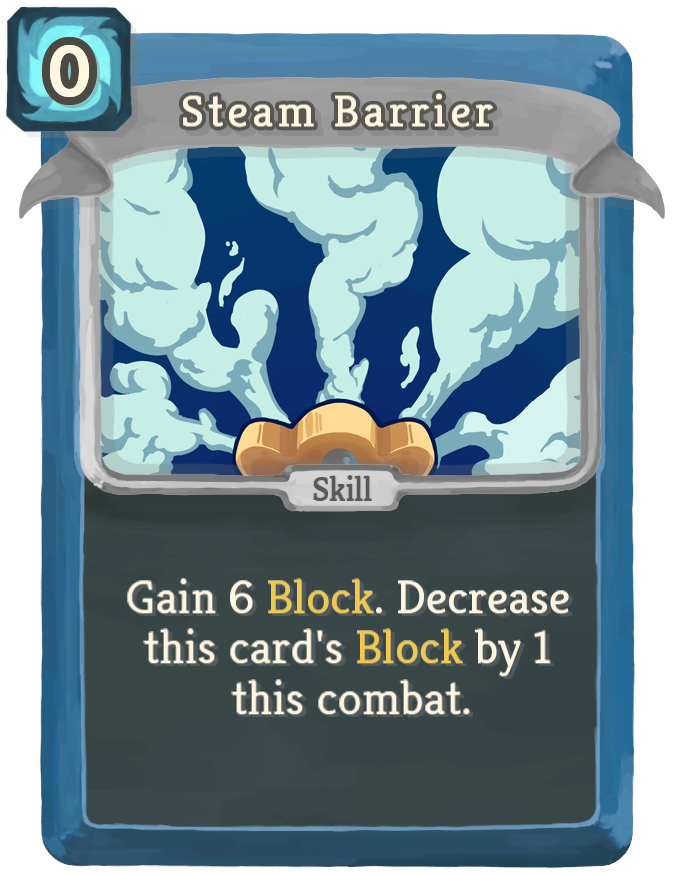 0
Steam Barrier
Skill
Gain 6 Block. Decrease
this card's Block by 1
this combat.